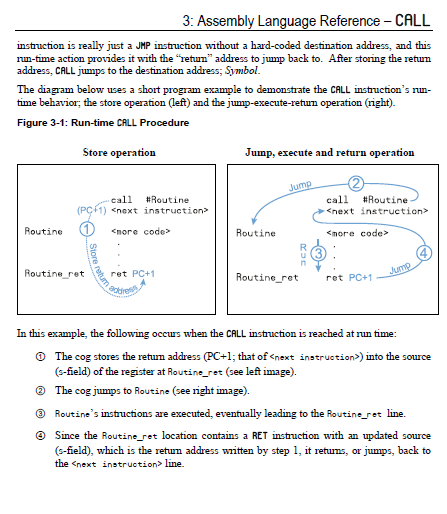 3: Assembly Language Reference – CALL
instruction is really just a JMP instruction without a hard-coded destination address, and this
run-time action provides it with the “return” address to jump back to. After storing the return
address, CALL jumps to the destination address; Symbol.
The diagram below uses a short program example to demonstrate the CALL instruction’s run-
time behavior; the store operation (left) and the jump-execute-return operation (right).
Figure 3-1: Run-time CALL Procedure
Store operation
call #Routine
(PC+1) <next instruction>
Routine ① <more code>
.
.
.
Routine_ret ret PC+1
Store return address
Jump, execute and return operation
Jump ②
call #Routine
<next instruction>
Routine <more code>
Run ③ . ④
.
.
Routine_ret ret PC+1 Jump
In this example, the following occurs when the CALL instruction is reached at run time:
① The cog stores the return address (PC+1; that of <next instruction>) into the source
(s-field) of the register at Routine_ret (see left image).
② The cog jumps to Routine (see right image).
③ Routine’s instructions are executed, eventually leading to the Routine_ret line.
④ Since the Routine_ret location contains a RET instruction with an updated source
(s-field), which is the return address written by step 1, it returns, or jumps, back to
the <next instruction> line.